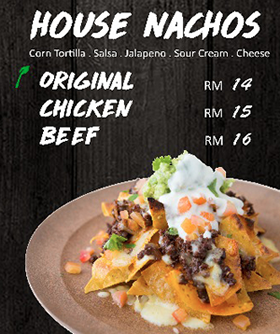 HOUSE NACHOS
Corn Tortilla . Salsa . Jalapeno . Sour Cream . Cheese
ORIGINAL RM 14
CHICKEN RM 15
BEEF RM 16